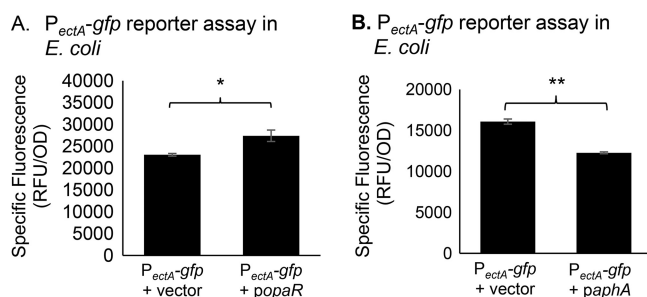 A. PectA-gfp reporter assay in
E. coli
Specific Fluorescence
(RFU/OD)
40000
35000
30000
25000
20000
15000
10000
5000
0
*
PectA-gfp
+ vector
PectA-gfp
+ popaR
B. PectA-gfp reporter assay in
E. coli
Specific Fluorescence
(RFU/OD)
20000
15000
10000
5000
0
**
PectA-gfp
+ vector
PectA-gfp
+ paphA